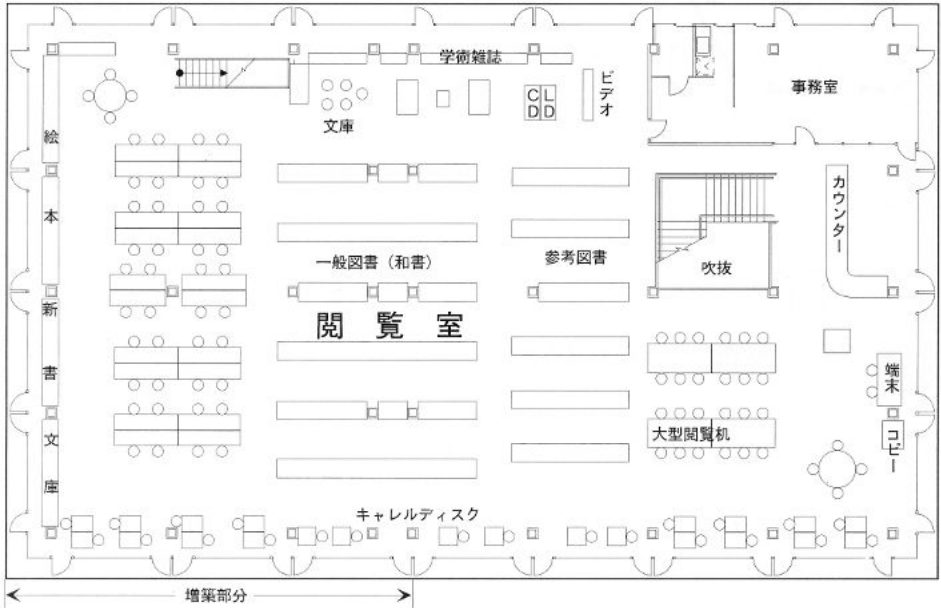 学術雑誌
ビデオ
事務室
CD
LD
文庫
絵本
カウンター
一般図書（和書）
参考図書
吹抜
新書
閲覧室
端末
文庫
大型閲覧机
コピー
キャレルディスク
増築部分